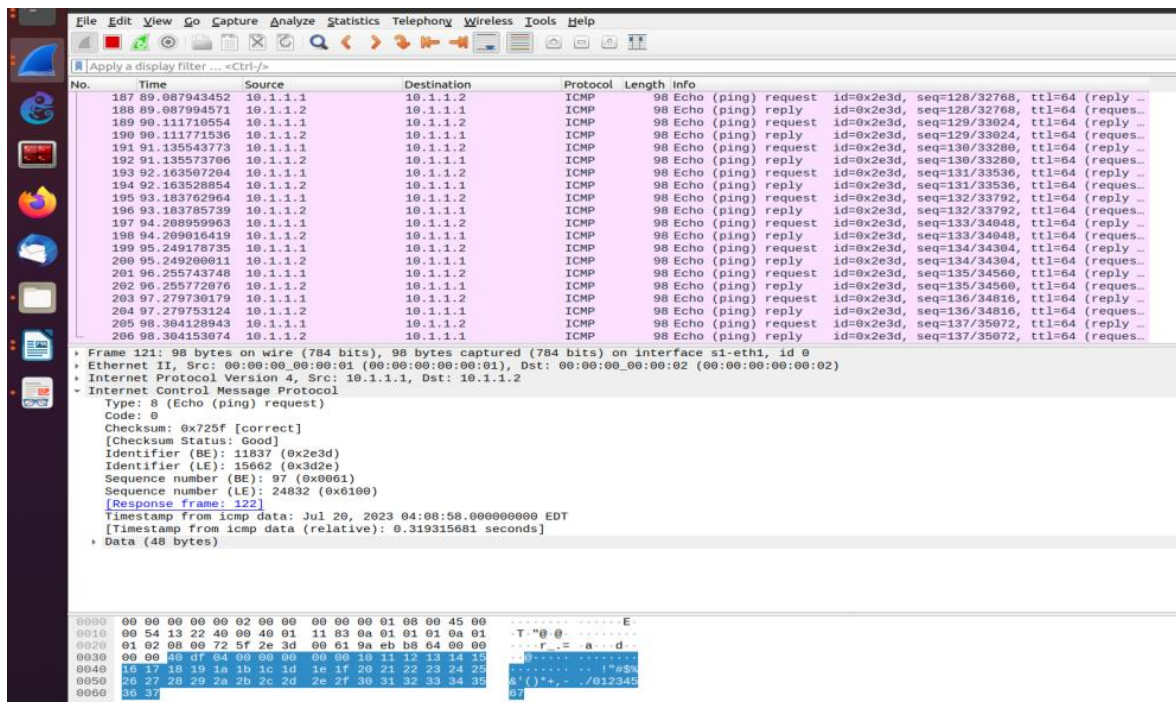 File Edit View Go Capture Analyze Statistics Telephony Wireless Tools Help
Apply a display filter ... <Ctrl-/>
No. Time Source Destination Protocol Length Info
187 89.087943452 10.1.1.1 10.1.1.2 ICMP 98 Echo (ping) request id=0x2e3d, seq=128/32768, ttl=64 (reply …
188 89.087994571 10.1.1.2 10.1.1.1 ICMP 98 Echo (ping) reply id=0x2e3d, seq=128/32768, ttl=64 (reques…
189 90.111710554 10.1.1.1 10.1.1.2 ICMP 98 Echo (ping) request id=0x2e3d, seq=129/33024, ttl=64 (reply …
190 90.111771536 10.1.1.2 10.1.1.1 ICMP 98 Echo (ping) reply id=0x2e3d, seq=129/33024, ttl=64 (reques…
191 91.135543773 10.1.1.1 10.1.1.2 ICMP 98 Echo (ping) request id=0x2e3d, seq=130/33280, ttl=64 (reply …
192 91.135573706 10.1.1.2 10.1.1.1 ICMP 98 Echo (ping) reply id=0x2e3d, seq=130/33280, ttl=64 (reques…
193 92.163507204 10.1.1.1 10.1.1.2 ICMP 98 Echo (ping) request id=0x2e3d, seq=131/33536, ttl=64 (reply …
194 92.163528854 10.1.1.2 10.1.1.1 ICMP 98 Echo (ping) reply id=0x2e3d, seq=131/33536, ttl=64 (reques…
195 93.183762964 10.1.1.1 10.1.1.2 ICMP 98 Echo (ping) request id=0x2e3d, seq=132/33792, ttl=64 (reply …
196 93.183785739 10.1.1.2 10.1.1.1 ICMP 98 Echo (ping) reply id=0x2e3d, seq=132/33792, ttl=64 (reques…
197 94.208959963 10.1.1.1 10.1.1.2 ICMP 98 Echo (ping) request id=0x2e3d, seq=133/34048, ttl=64 (reply …
198 94.209016419 10.1.1.2 10.1.1.1 ICMP 98 Echo (ping) reply id=0x2e3d, seq=133/34048, ttl=64 (reques…
199 95.249178735 10.1.1.1 10.1.1.2 ICMP 98 Echo (ping) request id=0x2e3d, seq=134/34304, ttl=64 (reply …
200 95.249200011 10.1.1.2 10.1.1.1 ICMP 98 Echo (ping) reply id=0x2e3d, seq=134/34304, ttl=64 (reques…
201 96.255743748 10.1.1.1 10.1.1.2 ICMP 98 Echo (ping) request id=0x2e3d, seq=135/34560, ttl=64 (reply …
202 96.255772076 10.1.1.2 10.1.1.1 ICMP 98 Echo (ping) reply id=0x2e3d, seq=135/34560, ttl=64 (reques…
203 97.279730179 10.1.1.1 10.1.1.2 ICMP 98 Echo (ping) request id=0x2e3d, seq=136/34816, ttl=64 (reply …
204 97.279753124 10.1.1.2 10.1.1.1 ICMP 98 Echo (ping) reply id=0x2e3d, seq=136/34816, ttl=64 (reques…
205 98.304128943 10.1.1.1 10.1.1.2 ICMP 98 Echo (ping) request id=0x2e3d, seq=137/35072, ttl=64 (reply …
206 98.304153074 10.1.1.2 10.1.1.1 ICMP 98 Echo (ping) reply id=0x2e3d, seq=137/35072, ttl=64 (reques…
Frame 121: 98 bytes on wire (784 bits), 98 bytes captured (784 bits) on interface s1-eth1, id 0
Ethernet II, Src: 00:00:00_00:00:01 (00:00:00:00:00:01), Dst: 00:00:00_00:00:02 (00:00:00:00:00:02)
Internet Protocol Version 4, Src: 10.1.1.1, Dst: 10.1.1.2
Internet Control Message Protocol
Type: 8 (Echo (ping) request)
Code: 0
Checksum: 0x725f [correct]
[Checksum Status: Good]
Identifier (BE): 11837 (0x2e3d)
Identifier (LE): 15662 (0x3d2e)
Sequence number (BE): 97 (0x0061)
Sequence number (LE): 24832 (0x6100)
[Response frame: 122]
Timestamp from icmp data: Jul 20, 2023 04:08:58.000000000 EDT
[Timestamp from icmp data (relative): 0.319315681 seconds]
Data (48 bytes)
0000 00 00 00 00 00 02 00 00 00 00 00 01 08 00 45 00 ··············E·
0010 00 54 13 22 40 00 40 01 11 83 0a 01 01 01 0a 01 ·T·"@·@·········
0020 01 02 08 00 72 5f 2e 3d 00 61 9a eb b8 64 00 00 ····r_.=·a···d··
0030 00 00 40 df 04 00 00 00 00 00 10 11 12 13 14 15 ··@·············
0040 16 17 18 19 1a 1b 1c 1d 1e 1f 20 21 22 23 24 25 ·········· !"#$%
0050 26 27 28 29 2a 2b 2c 2d 2e 2f 30 31 32 33 34 35 &'()*+,-./012345
0060 36 37 67